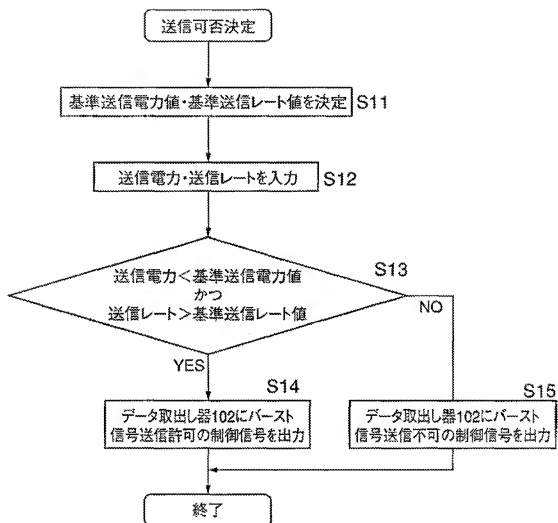 送信可否決定
基準送信電力値・基準送信レート値を決定 S11
送信電力・送信レートを入力 S12
送信電力<基準送信電力値
かつ
送信レート>基準送信レート値
S13
NO
YES
S14
データ取出し器102にバースト
信号送信許可の制御信号を出力
S15
データ取出し器102にバースト
信号送信不可の制御信号を出力
終了